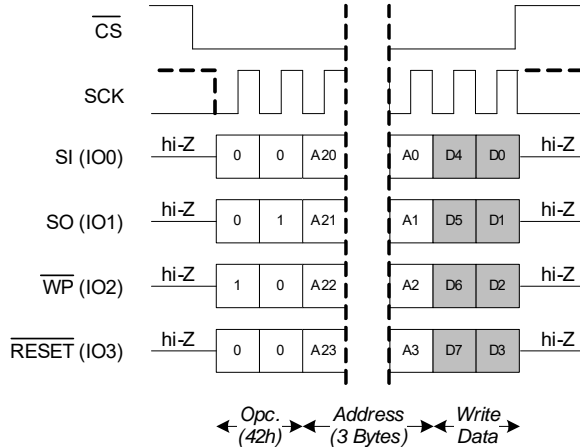 CS
SCK
SI (IO0) hi-Z 0 0 A20 A0 D4 D0 hi-Z
SO (IO1) hi-Z 0 1 A21 A1 D5 D1 hi-Z
WP (IO2) hi-Z 1 0 A22 A2 D6 D2 hi-Z
RESET (IO3) hi-Z 0 0 A23 A3 D7 D3 hi-Z
Opc. Address Write
(42h) (3 Bytes) Data